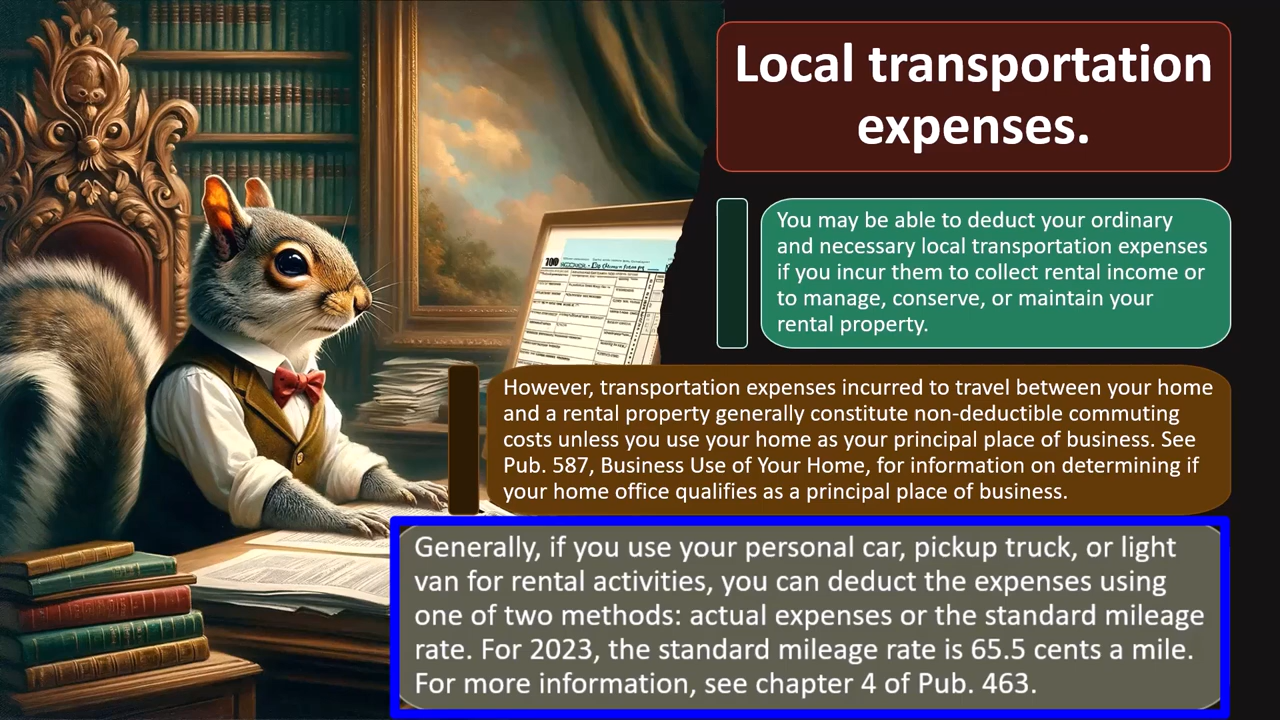 Local transportation
expenses.
You may be able to deduct your ordinary
and necessary local transportation expenses
if you incur them to collect rental income or
to manage, conserve, or maintain your
rental property.
However, transportation expenses incurred to travel between your home
and a rental property generally constitute non-deductible commuting
costs unless you use your home as your principal place of business. See
Pub. 587, Business Use of Your Home, for information on determining if
your home office qualifies as a principal place of business.
Generally, if you use your personal car, pickup truck, or light
van for rental activities, you can deduct the expenses using
one of two methods: actual expenses or the standard mileage
rate. For 2023, the standard mileage rate is 65.5 cents a mile.
For more information, see chapter 4 of Pub. 463.